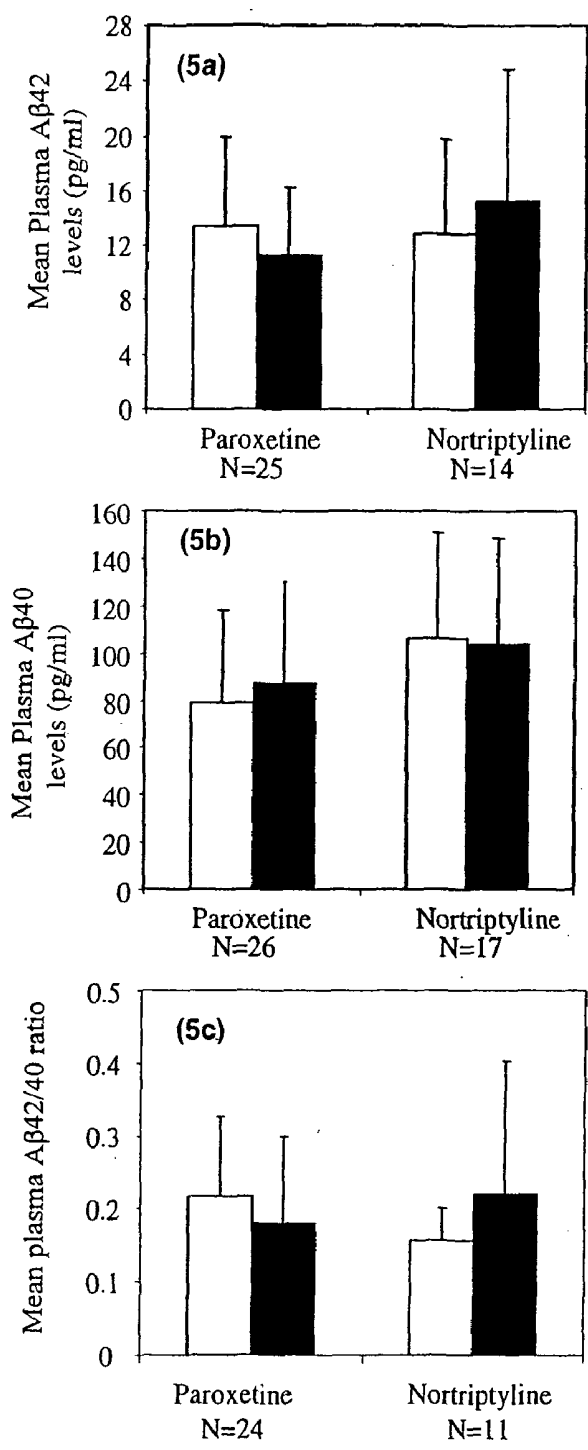 Mean Plasma Aβ42
levels (pg/ml)
28
24
20
16
12
8
4
0
(5a)
Paroxetine
N=25
Nortriptyline
N=14
Mean Plasma Aβ40
levels (pg/ml)
160
140
120
100
80
60
40
20
0
(5b)
Paroxetine
N=26
Nortriptyline
N=17
Mean plasma Aβ42/40 ratio
0.5
0.4
0.3
0.2
0.1
0
(5c)
Paroxetine
N=24
Nortriptyline
N=11